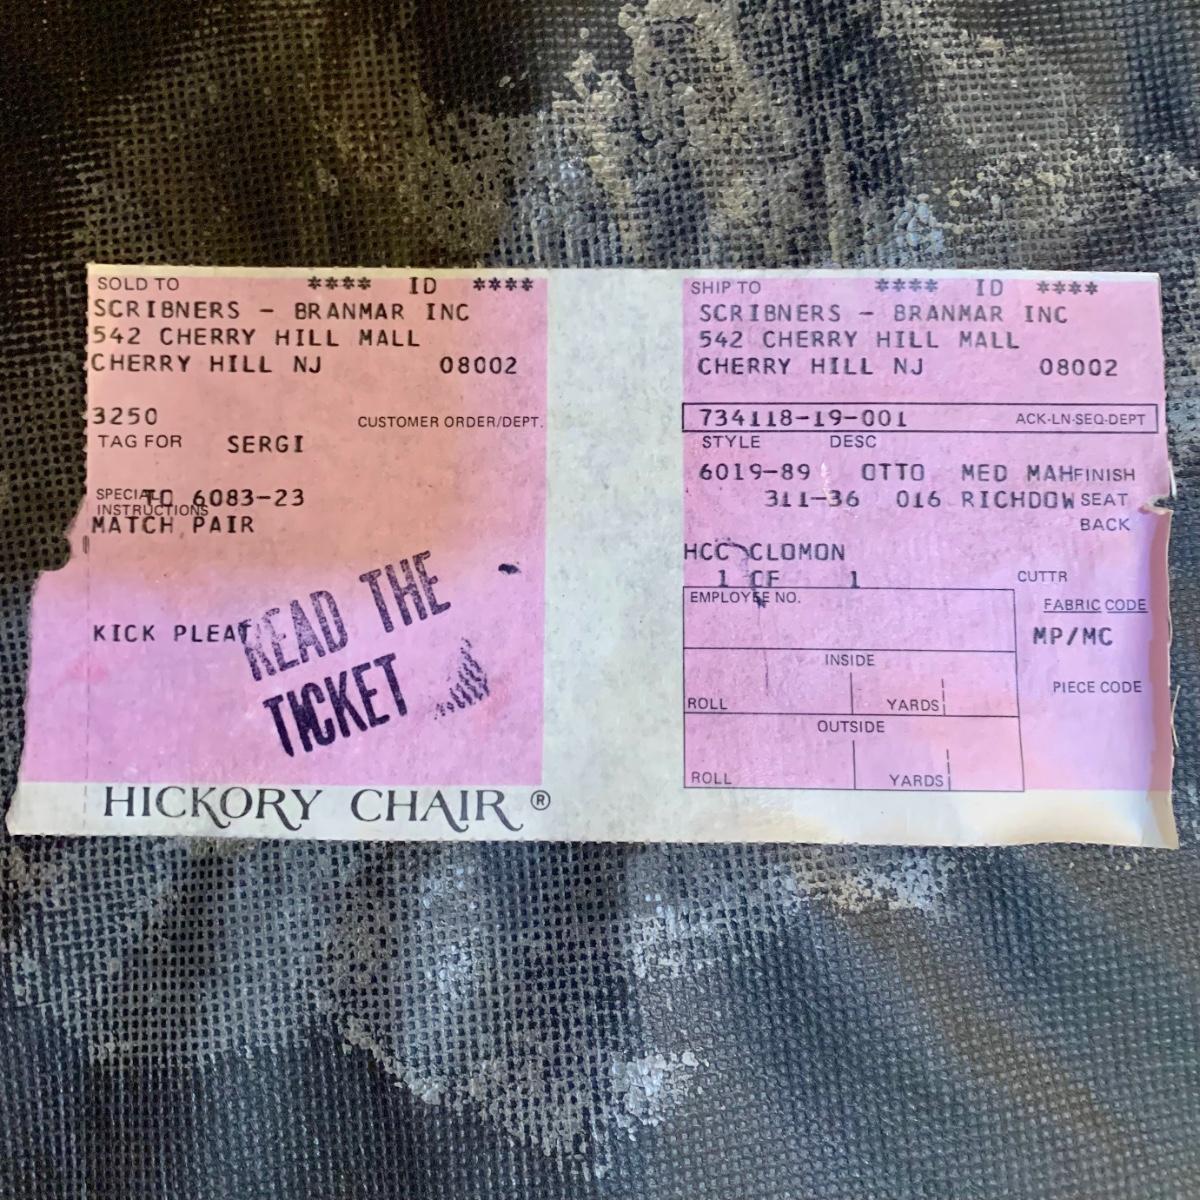 SOLD TO **** ID ****
SCRIBNERS - BRANMAR INC
542 CHERRY HILL MALL
CHERRY HILL NJ 08002
3250 CUSTOMER ORDER/DEPT.
TAG FOR SERGI
SPECIAL INSTRUCTIONS TO 6083-23
MATCH PAIR
KICK PLEAT
READ THE
TICKET
HICKORY CHAIR ®
SHIP TO **** ID ****
SCRIBNERS - BRANMAR INC
542 CHERRY HILL MALL
CHERRY HILL NJ 08002
734118-19-001 ACK-LN-SEQ-DEPT
STYLE DESC
6019-89 OTTO MED MAH FINISH
311-36 016 RICHDOW SEAT
BACK
HCC CLOMON
1 OF 1
CUTTR
EMPLOYEE NO.
FABRIC CODE
MP/MC
INSIDE
PIECE CODE
ROLL YARDS
OUTSIDE
ROLL YARDS